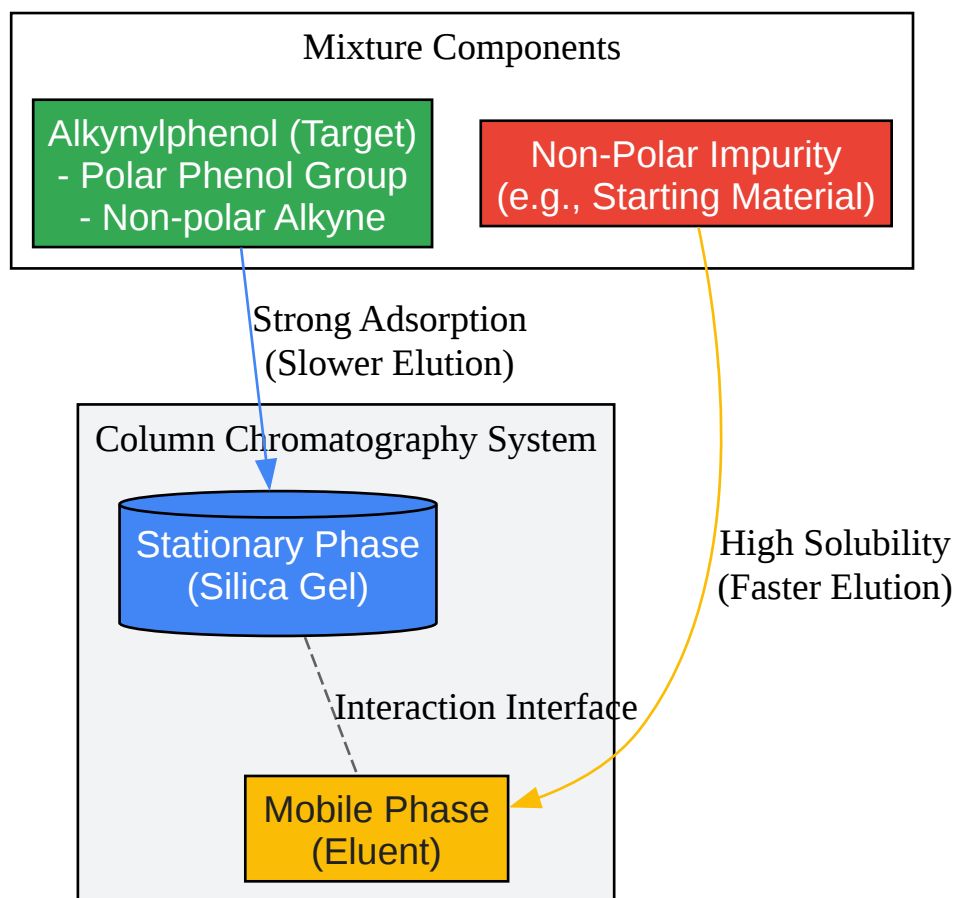 Mixture Components
Alkynylphenol (Target)
- Polar Phenol Group
- Non-polar Alkyne
Non-Polar Impurity
(e.g., Starting Material)
Strong Adsorption
(Slower Elution)
Column Chromatography System
Stationary Phase
(Silica Gel)
High Solubility
(Faster Elution)
Interaction Interface
Mobile Phase
(Eluent)